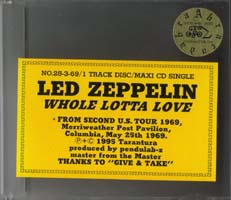 NO.28-3-69/1 TRACK DISC/MAXI CD SINGLE
LED ZEPPELIN
WHOLE LOTTA LOVE
• FROM SECOND U.S. TOUR 1969,
Merriweather Post Pavilion,
Columbia, May 25th 1969.
℗+© 1995 Tarantura
produced by pendulab-z
master from the Master
THANKS TO "GIVE & TAKE"